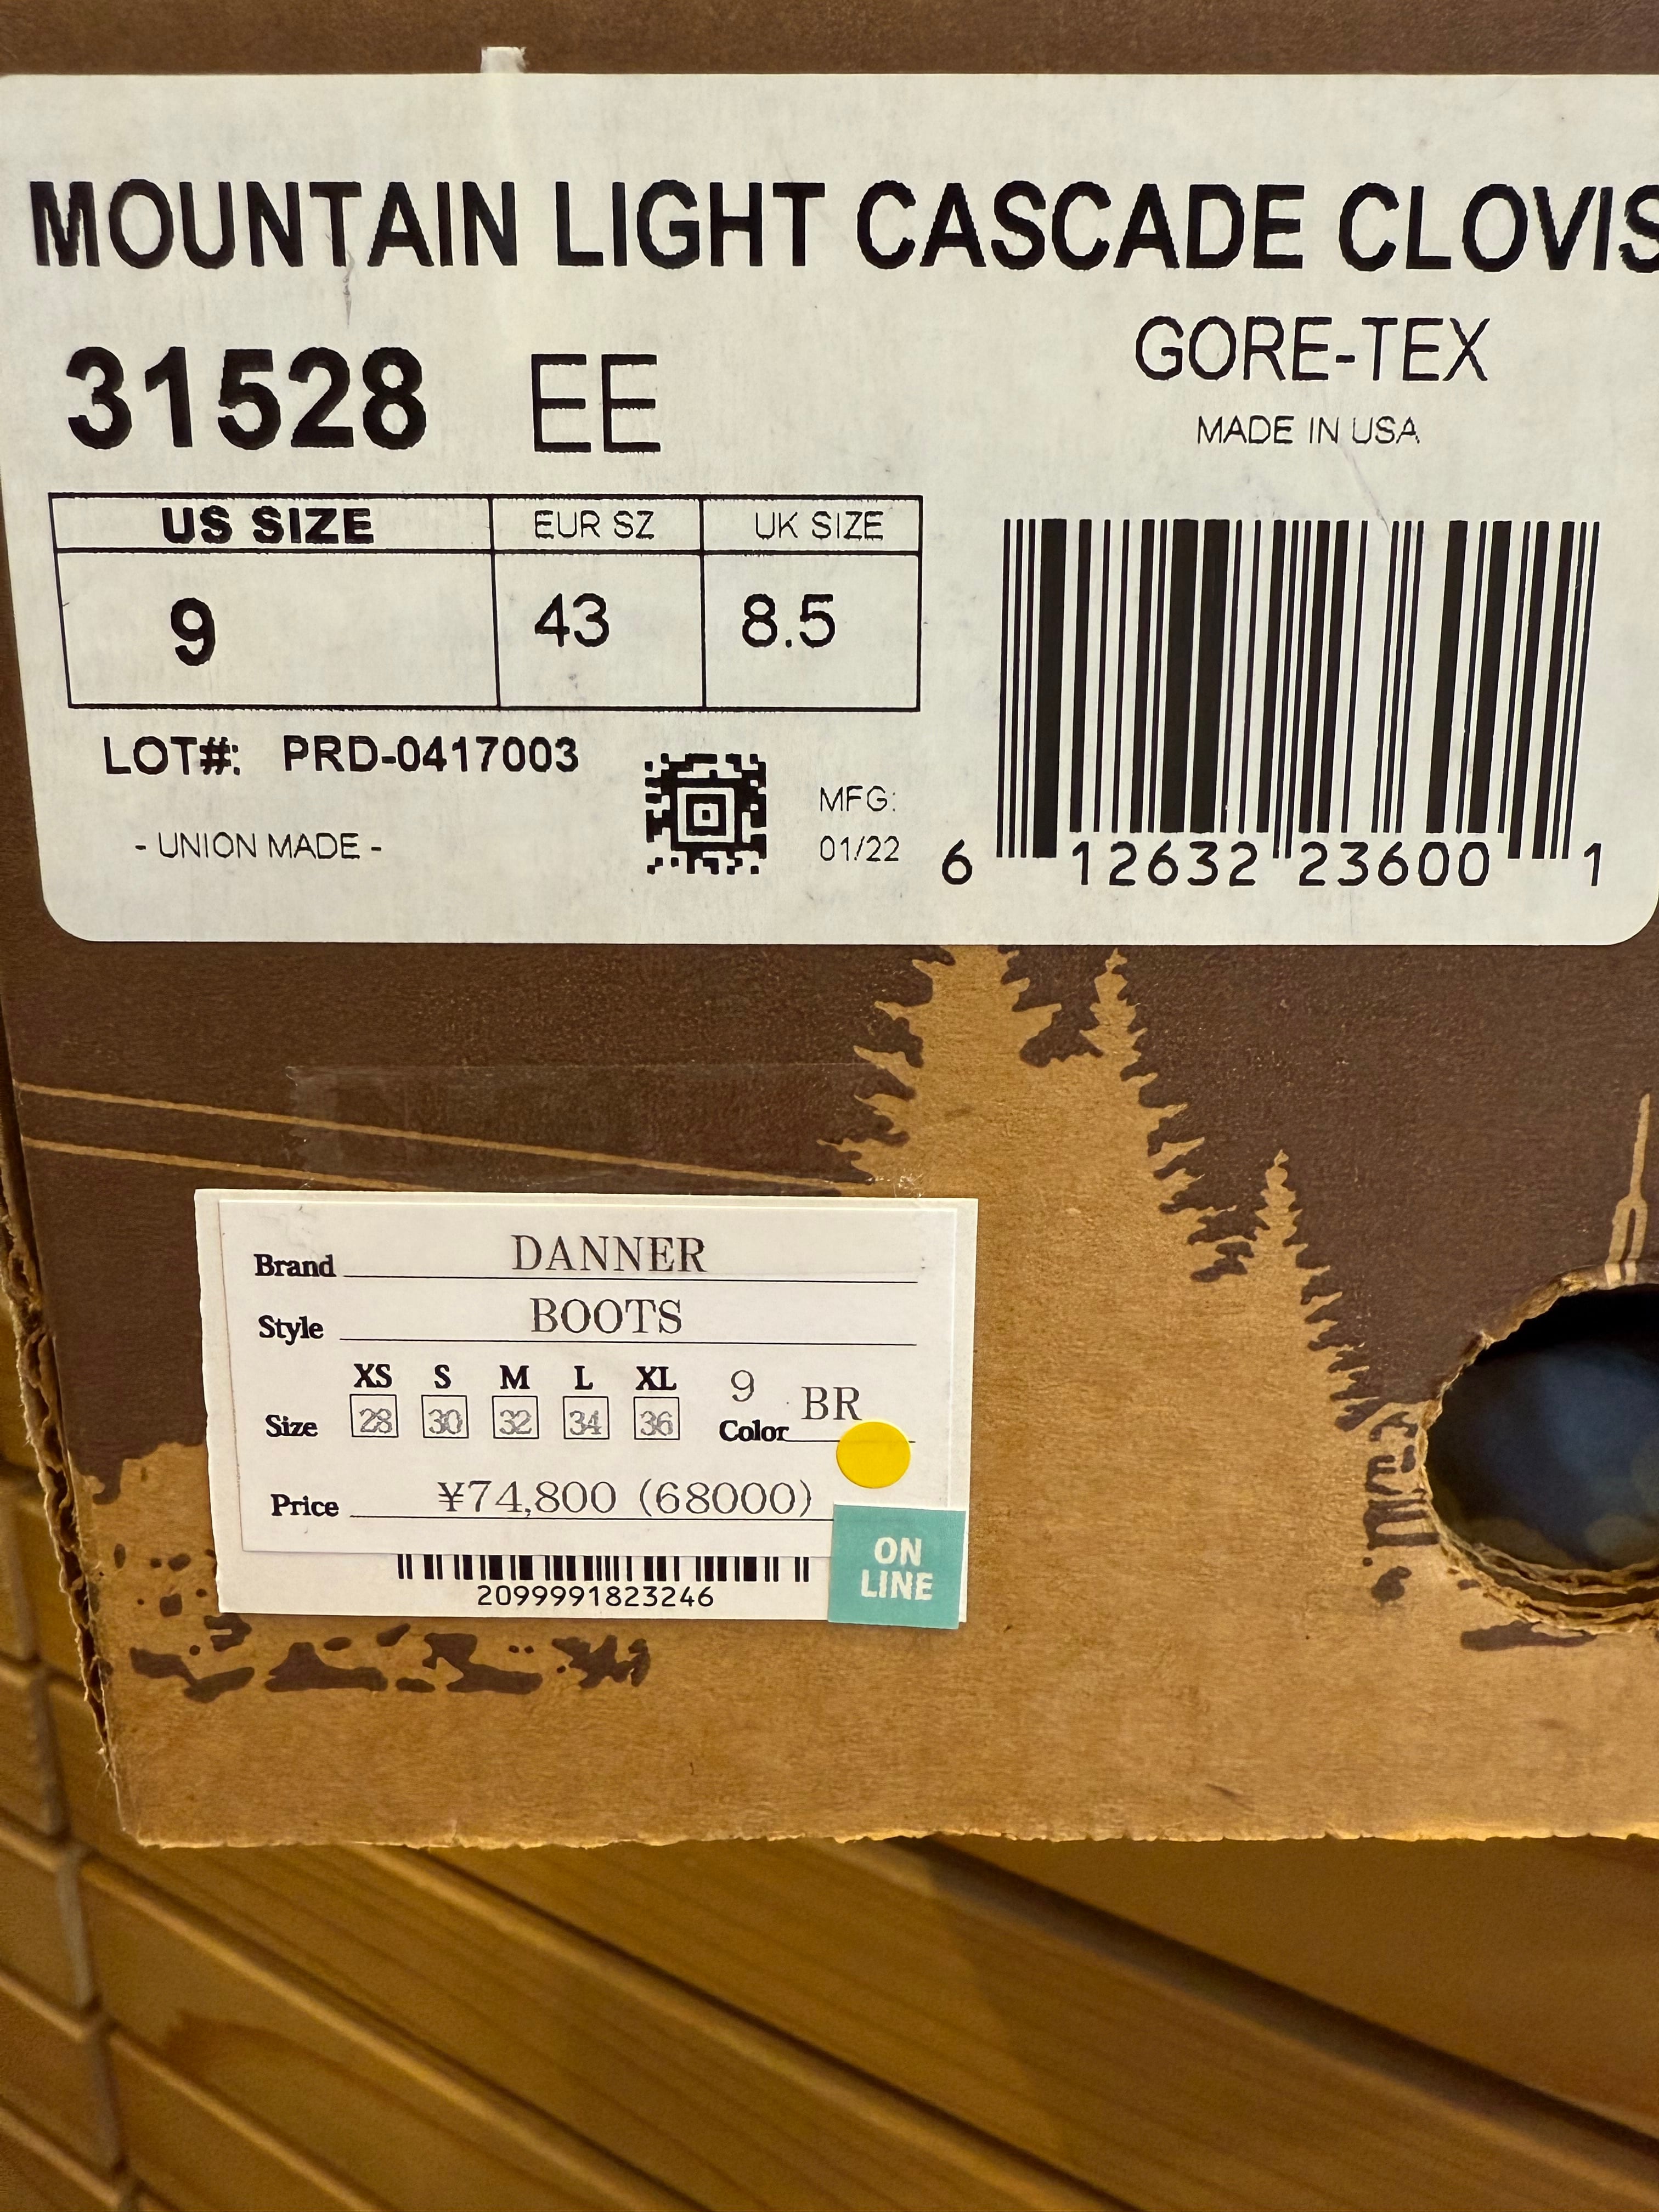 MOUNTAIN LIGHT CASCADE CLOVIS
31528 EE
GORE-TEX
MADE IN USA
US SIZE EUR SZ UK SIZE
9 43 8.5
LOT#: PRD-0417003
- UNION MADE -
MFG:
01/22
6 12632 23600 1
Brand DANNER
Style BOOTS
XS S M L XL 9
Size 28 30 32 34 36 Color BR
Price ¥74,800 (68000)
ON
LINE
2099991823246